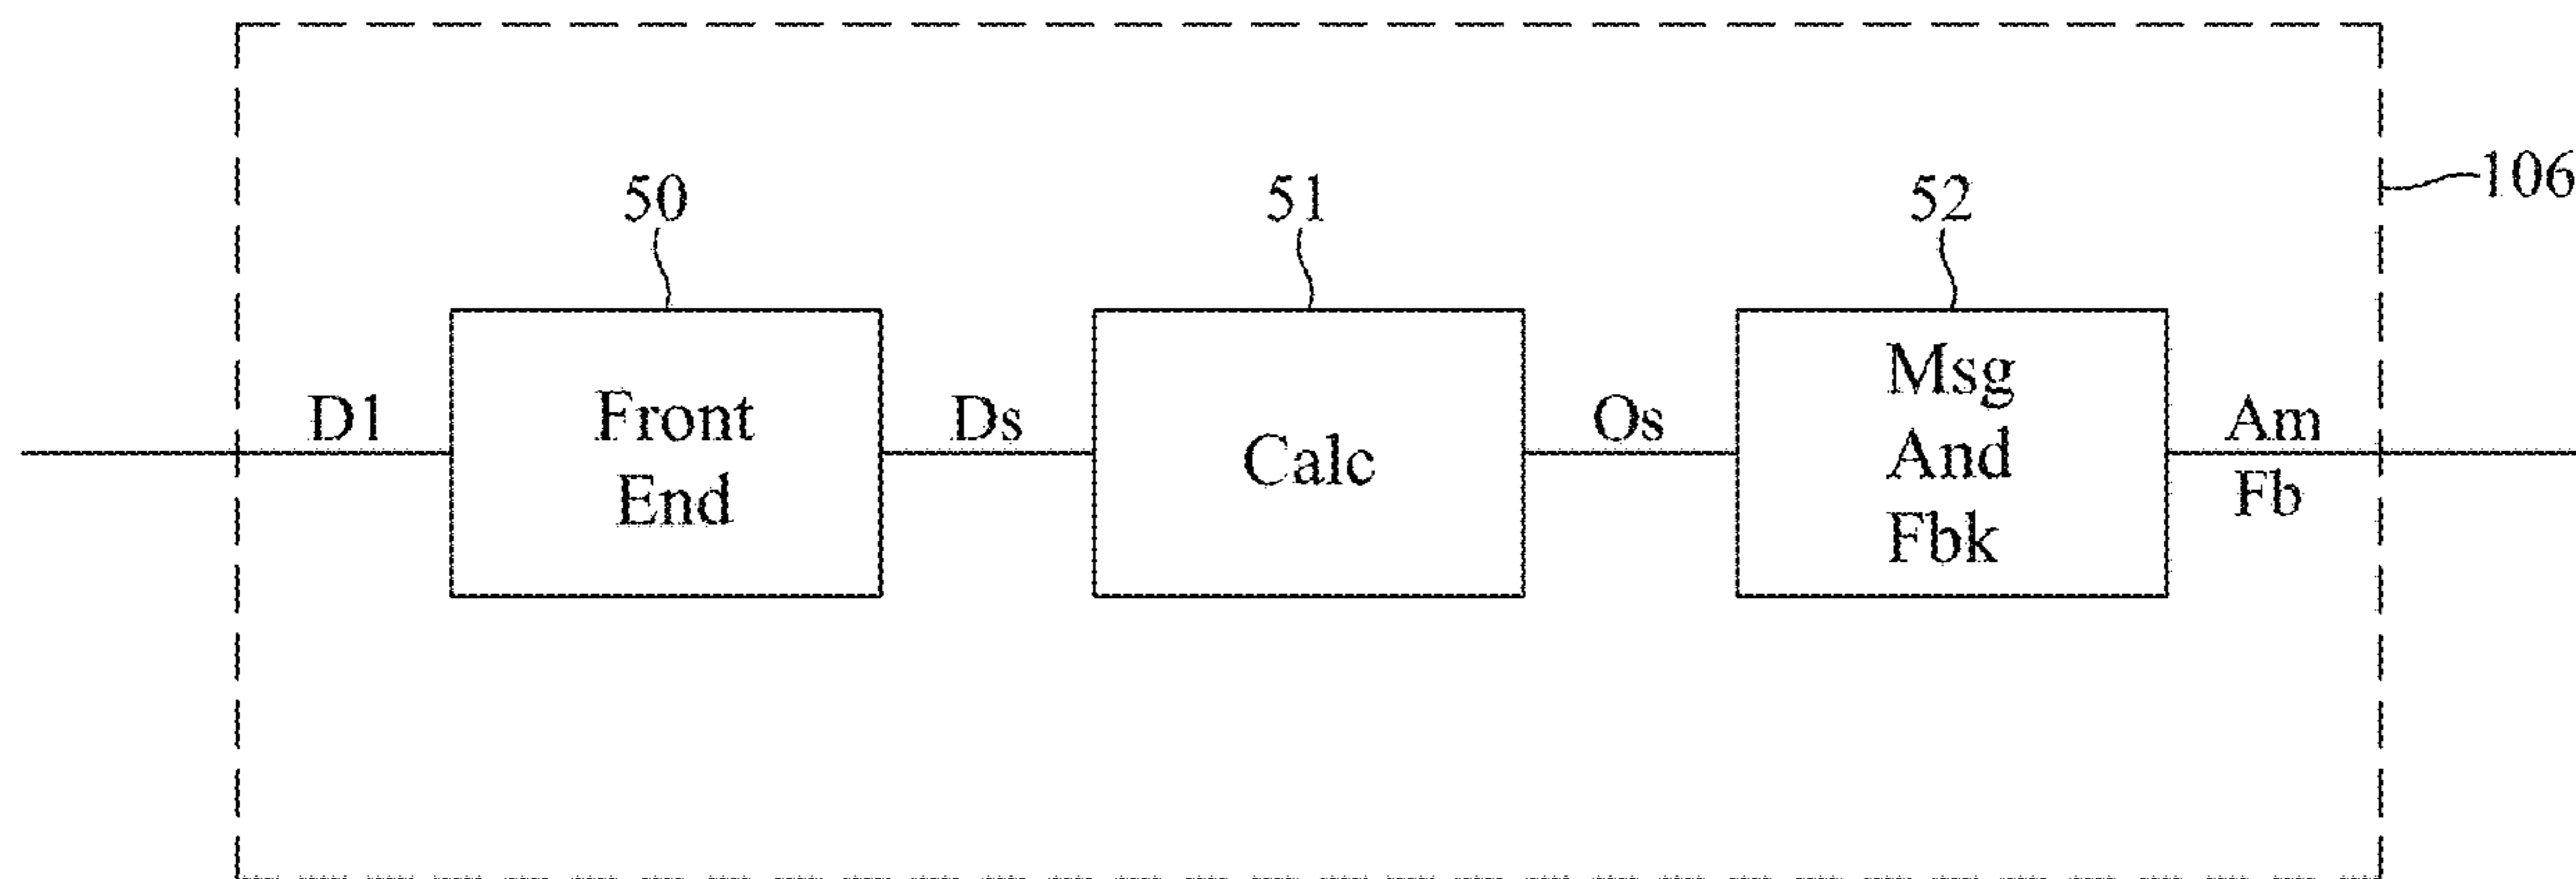 106
50
51
52
D1
Front
End
Ds
Calc
Os
Msg
And
Fbk
Am
Fb